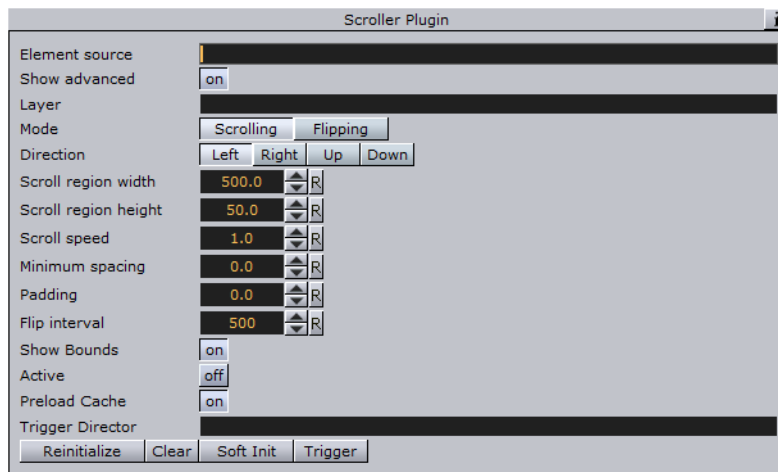 Scroller Plugin i
Element source
Show advanced on
Layer
Mode Scrolling Flipping
Direction Left Right Up Down
Scroll region width 500.0 R
Scroll region height 50.0 R
Scroll speed 1.0 R
Minimum spacing 0.0 R
Padding 0.0 R
Flip interval 500 R
Show Bounds on
Active off
Preload Cache on
Trigger Director
Reinitialize Clear Soft Init Trigger